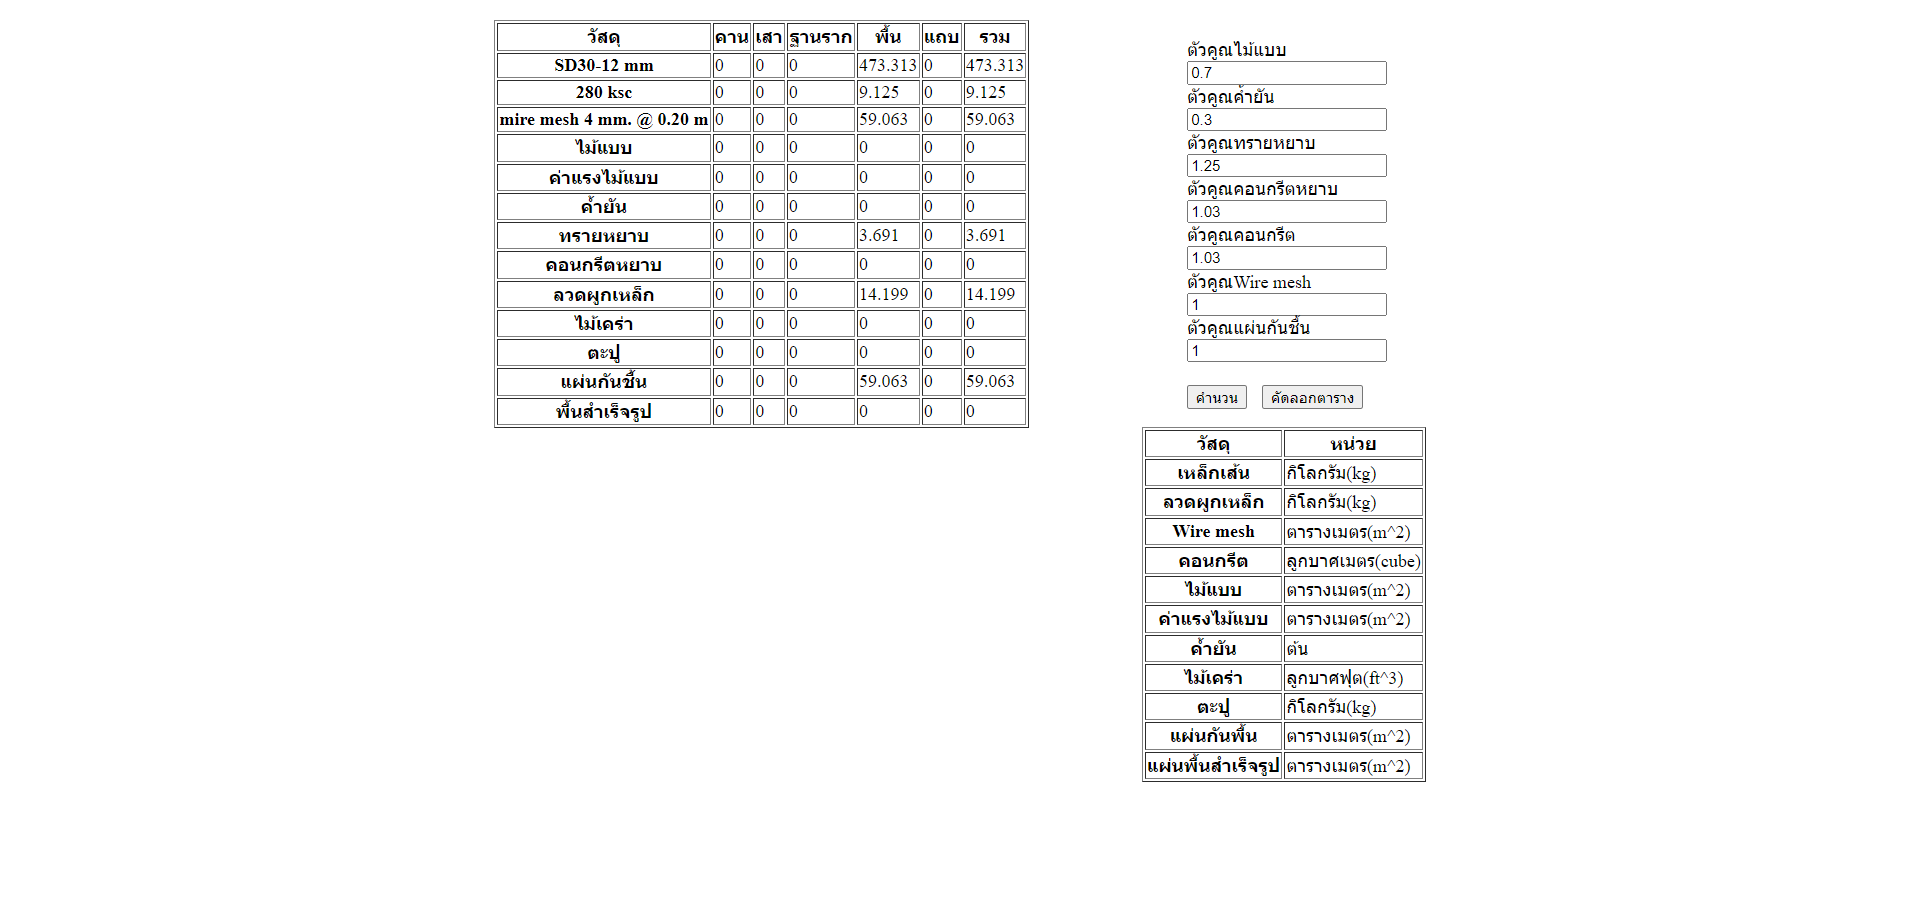 วัสดุ คาน เสา ฐานราก พื้น แถบ รวม
SD30-12 mm 0 0 0 473.313 0 473.313
280 ksc 0 0 0 9.125 0 9.125
mire mesh 4 mm. @ 0.20 m 0 0 0 59.063 0 59.063
ไม้แบบ 0 0 0 0 0 0
ค่าแรงไม้แบบ 0 0 0 0 0 0
ค้ำยัน 0 0 0 0 0 0
ทรายหยาบ 0 0 0 3.691 0 3.691
คอนกรีตหยาบ 0 0 0 0 0 0
ลวดผูกเหล็ก 0 0 0 14.199 0 14.199
ไม้เคร่า 0 0 0 0 0 0
ตะปู 0 0 0 0 0 0
แผ่นกันชื้น 0 0 0 59.063 0 59.063
พื้นสำเร็จรูป 0 0 0 0 0 0
ตัวคูณไม้แบบ
0.7
ตัวคูณค้ำยัน
0.3
ตัวคูณทรายหยาบ
1.25
ตัวคูณคอนกรีตหยาบ
1.03
ตัวคูณคอนกรีต
1.03
ตัวคูณWire mesh
1
ตัวคูณแผ่นกันชื้น
1
คำนวน คัดลอกตาราง
วัสดุ หน่วย
เหล็กเส้น กิโลกรัม(kg)
ลวดผูกเหล็ก กิโลกรัม(kg)
Wire mesh ตารางเมตร(m^2)
คอนกรีต ลูกบาศเมตร(cube)
ไม้แบบ ตารางเมตร(m^2)
ค่าแรงไม้แบบ ตารางเมตร(m^2)
ค้ำยัน ต้น
ไม้เคร่า ลูกบาศฟุต(ft^3)
ตะปู กิโลกรัม(kg)
แผ่นกันพื้น ตารางเมตร(m^2)
แผ่นพื้นสำเร็จรูป ตารางเมตร(m^2)